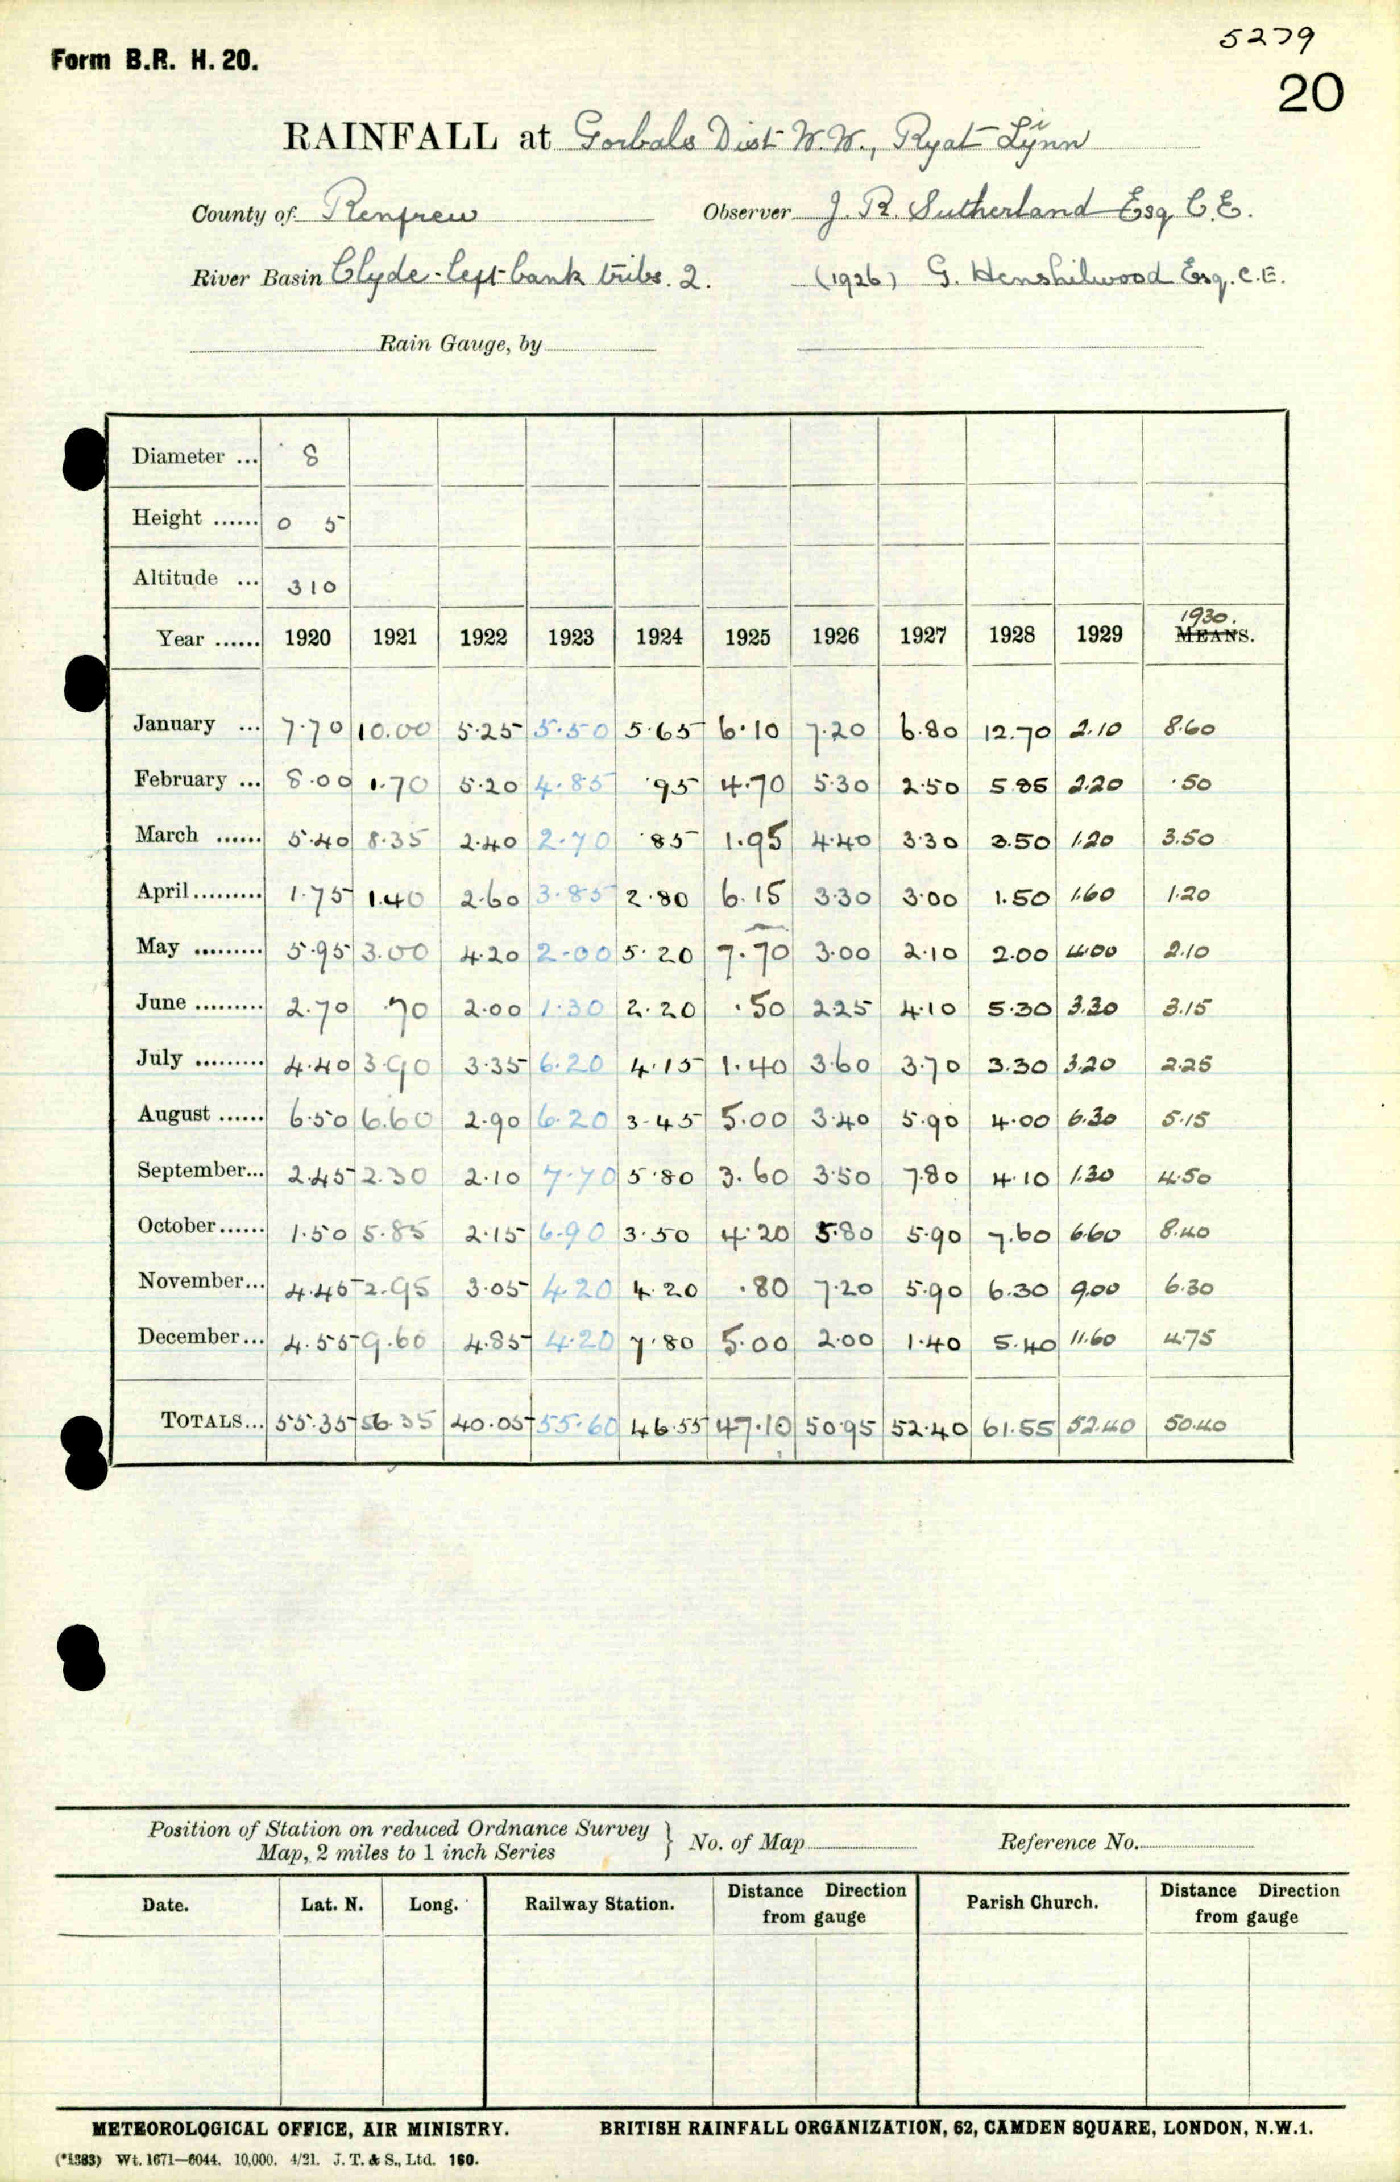 5279
Form B.R. H. 20.
20
RAINFALL at Gorbals Dist W.W., Ryat Lynn
County of Renfrew Observer J. R. Sutherland Esq C.E.
River Basin Clyde - left bank tribs. 2. (1926) G. Henshilwood Esq. C.E.
Rain Gauge, by
Diameter ... 8
Height ...... 0 5
Altitude ... 310
1930.
Year ...... 1920 1921 1922 1923 1924 1925 1926 1927 1928 1929 MEANS.
January ... 7.70 10.00 5.25 5.50 5.65 6.10 7.20 6.80 12.70 2.10 8.60
February ... 8.00 1.70 5.20 4.85 .95 4.70 5.30 2.50 5.85 2.20 .50
March ...... 5.40 8.35 2.40 2.70 .85 1.95 4.40 3.30 3.50 1.20 3.50
April......... 1.75 1.40 2.60 3.85 2.80 6.15 3.30 3.00 1.50 1.60 1.20
May ......... 5.95 3.00 4.20 2.00 5.20 7.70 3.00 2.10 2.00 4.00 2.10
June ......... 2.70 .70 2.00 1.30 2.20 .50 2.25 4.10 5.30 3.30 3.15
July ......... 4.40 3.90 3.35 6.20 4.15 1.40 3.60 3.70 3.30 3.20 2.25
August ...... 6.50 6.60 2.90 6.20 3.45 5.00 3.40 5.90 4.00 6.30 5.15
September... 2.45 2.30 2.10 7.70 5.80 3.60 3.50 7.80 4.10 1.30 4.50
October...... 1.50 5.85 2.15 6.90 3.50 4.20 5.80 5.90 7.60 6.60 8.40
November... 4.45 2.95 3.05 4.20 4.20 .80 7.20 5.90 6.30 9.00 6.30
December... 4.55 9.60 4.85 4.20 7.80 5.00 2.00 1.40 5.40 11.60 4.75
TOTALS... 55.35 56.35 40.05 55.60 46.55 47.10 50.95 52.40 61.55 52.40 50.40
Position of Station on reduced Ordnance Survey
Map, 2 miles to 1 inch Series } No. of Map Reference No.
Date. Lat. N. Long. Railway Station. Distance Direction from gauge Parish Church. Distance Direction from gauge
METEOROLOGICAL OFFICE, AIR MINISTRY. BRITISH RAINFALL ORGANIZATION, 62, CAMDEN SQUARE, LONDON, N.W.1.
(*1383) Wt. 1671—6044. 10,000. 4/21. J. T. & S., Ltd. 160.